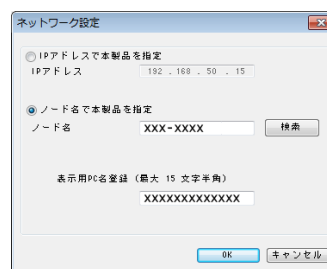 ネットワーク設定
IPアドレスで本製品を指定
IPアドレス 192 . 168 . 50 . 15
ノード名で本製品を指定
ノード名 XXX-XXXX 検索
表示用PC名登録 (最大 15 文字半角)
XXXXXXXXXXXXX
OK キャンセル